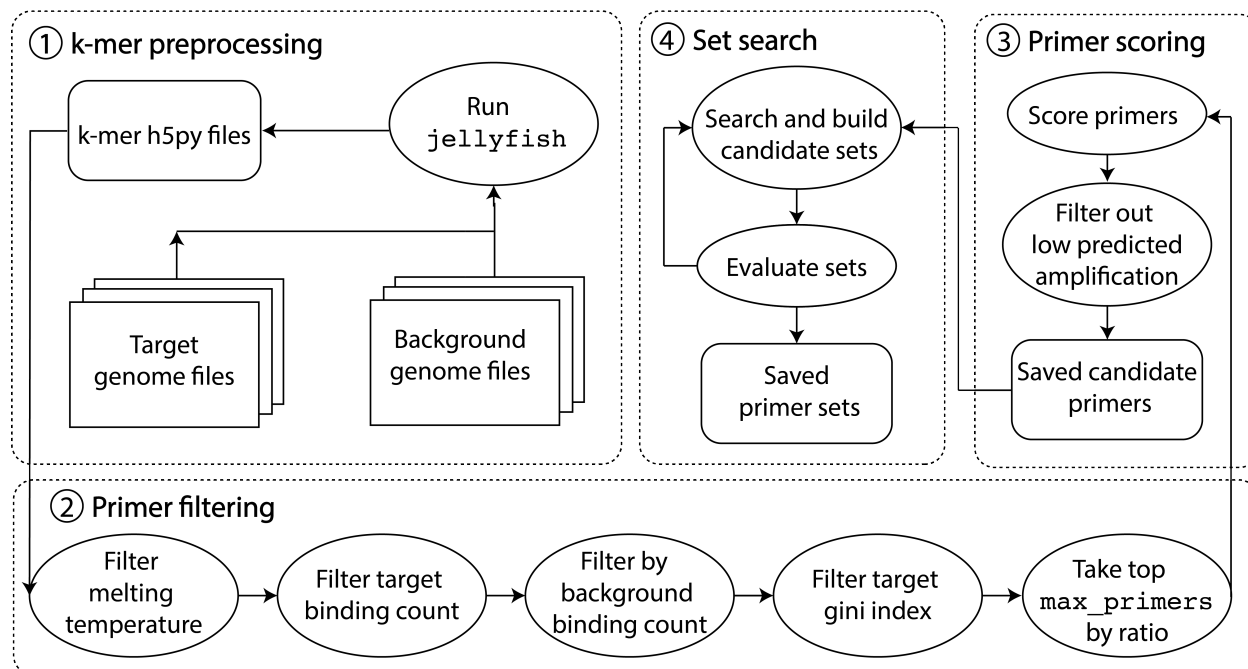 ① k-mer preprocessing
k-mer h5py files
Run
jellyfish
Target
genome files
Background
genome files
④ Set search
Search and build
candidate sets
Evaluate sets
Saved
primer sets
③ Primer scoring
Score primers
Filter out
low predicted
amplification
Saved candidate
primers
② Primer filtering
Filter
melting
temperature
Filter target
binding count
Filter by
background
binding count
Filter target
gini index
Take top
max_primers
by ratio